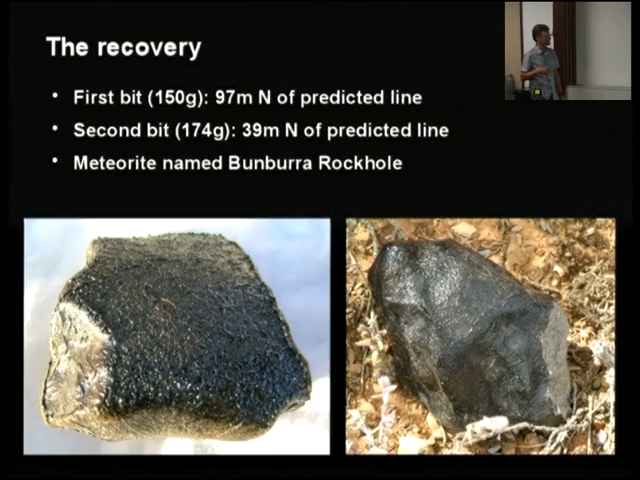 The recovery
• First bit (150g): 97m N of predicted line
• Second bit (174g): 39m N of predicted line
• Meteorite named Bunburra Rockhole